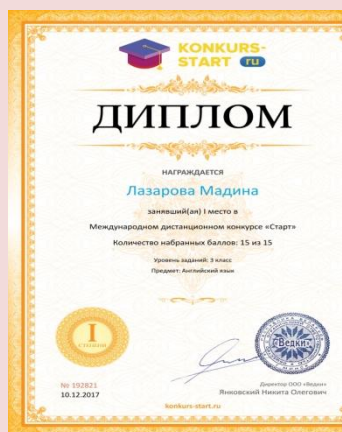 KONKURS-
START ru
ДИПЛОМ
НАГРАЖДАЕТСЯ
Лазарова Мадина
занявший(ая) I место в
Международном дистанционном конкурсе «Старт»
Количество набранных баллов: 15 из 15
Уровень заданий: 3 класс
Предмет: Английский язык
I
СТЕПЕНИ
«Ведки»
№ 192821
10.12.2017
Директор ООО «Ведки»
Янковский Никита Олегович
konkurs-start.ru